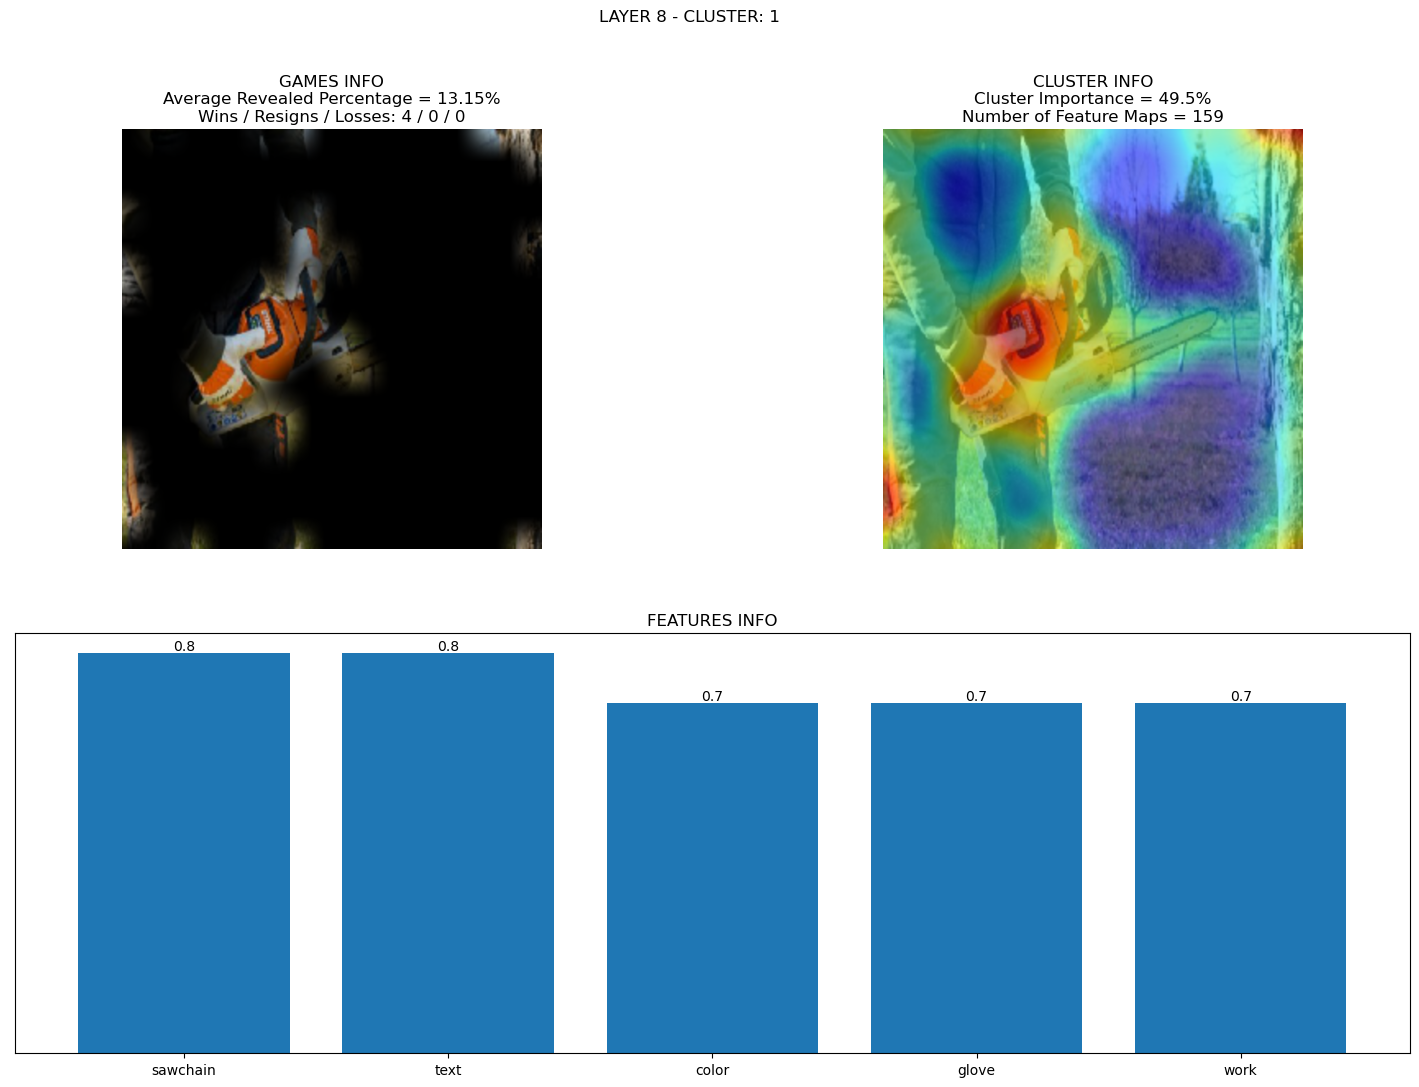 LAYER 8 - CLUSTER: 1
GAMES INFO
Average Revealed Percentage = 13.15%
Wins / Resigns / Losses: 4 / 0 / 0
CLUSTER INFO
Cluster Importance = 49.5%
Number of Feature Maps = 159
FEATURES INFO
0.8
0.8
0.7
0.7
0.7
sawchain
text
color
glove
work